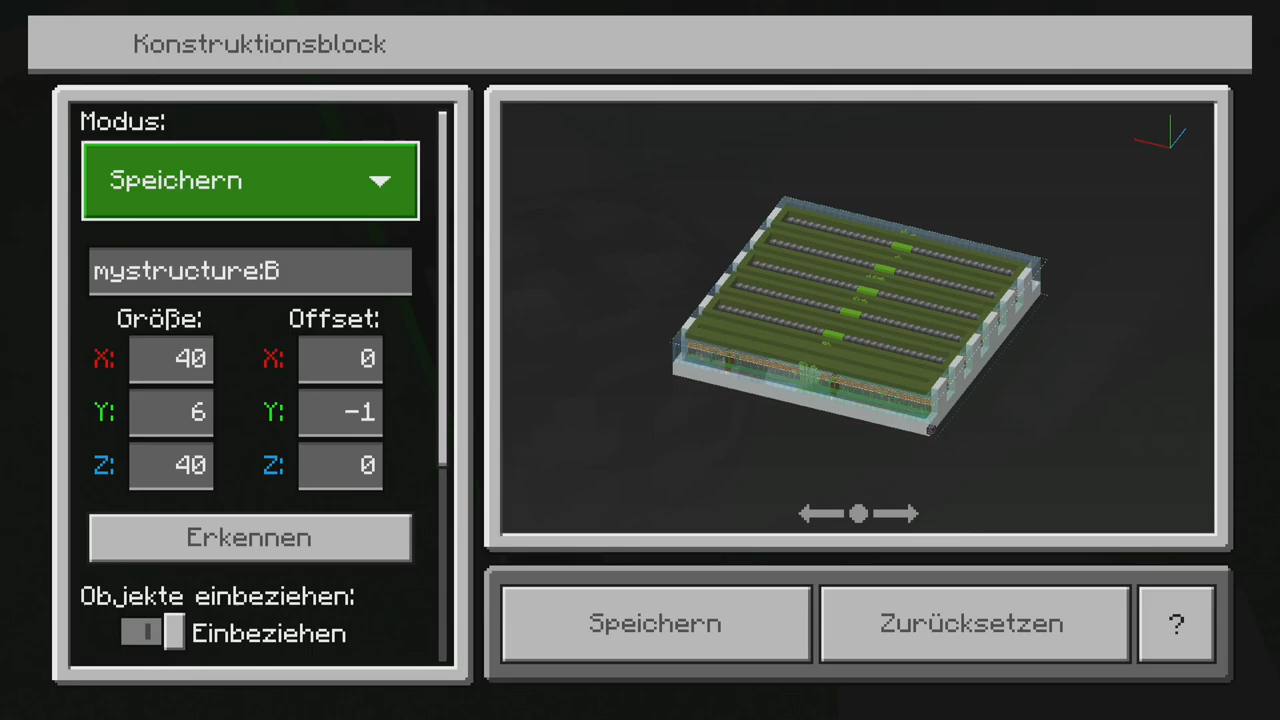 Konstruktionsblock
Modus:
Speichern
mystructure:B
Größe: Offset:
X: 40 X: 0
Y: 6 Y: -1
Z: 40 Z: 0
Erkennen
Objekte einbeziehen:
Einbeziehen
Speichern Zurücksetzen ?